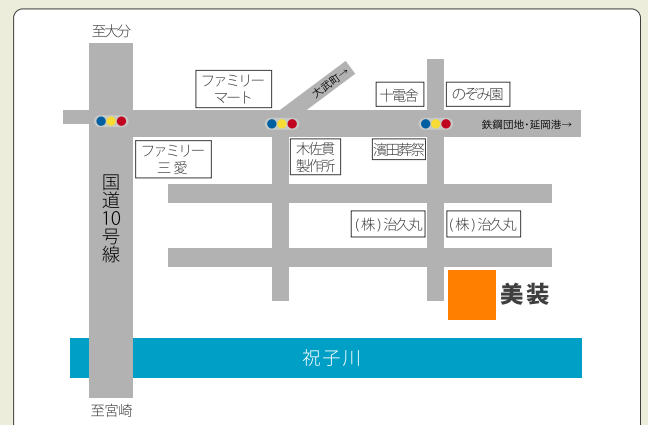 至大分
ファミリー
マート
大武町→
十電舎
のぞみ園
鉄鋼団地・延岡港→
ファミリー
三愛
木佐貫
製作所
濱田葬祭
国道10号線
(株)治久丸
(株)治久丸
美装
祝子川
至宮崎